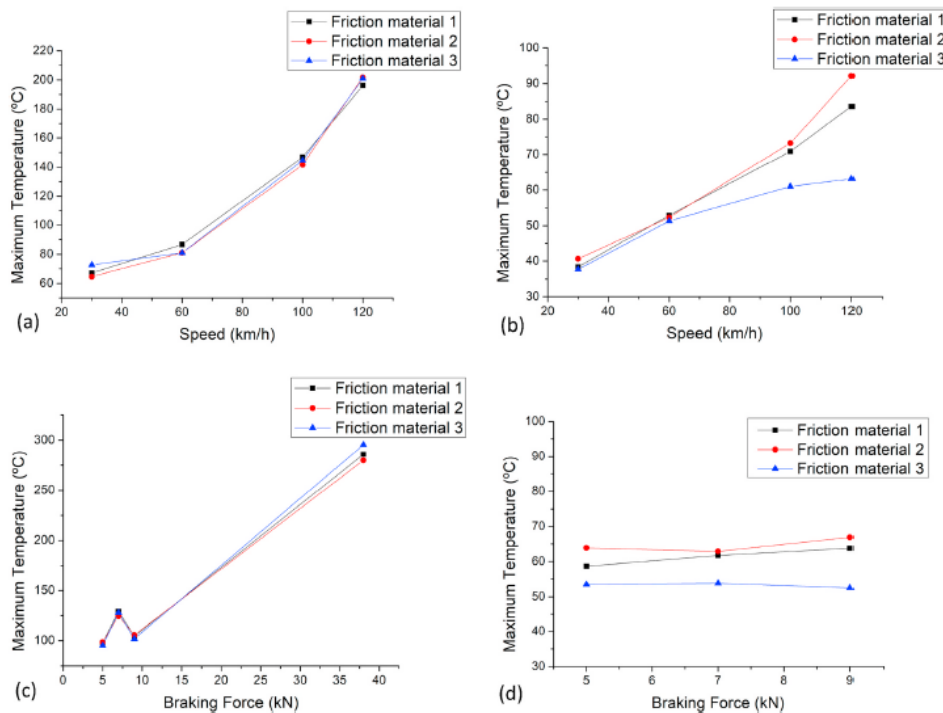 Friction material 1
Friction material 2
Friction material 3
220
200
180
160
140
120
100
80
60
Maximum Temperature (ºC)
20 40 60 80 100 120
Speed (km/h)
(a)
Friction material 1
Friction material 2
Friction material 3
100
90
80
70
60
50
40
30
Maximum Temperature (ºC)
20 40 60 80 100 120
Speed (km/h)
(b)
Friction material 1
Friction material 2
Friction material 3
300
250
200
150
100
Maximum Temperature (ºC)
0 5 10 15 20 25 30 35 40
Braking Force (kN)
(c)
Friction material 1
Friction material 2
Friction material 3
100
90
80
70
60
50
40
30
Maximum Temperature (ºC)
5 6 7 8 9
Braking Force (kN)
(d)